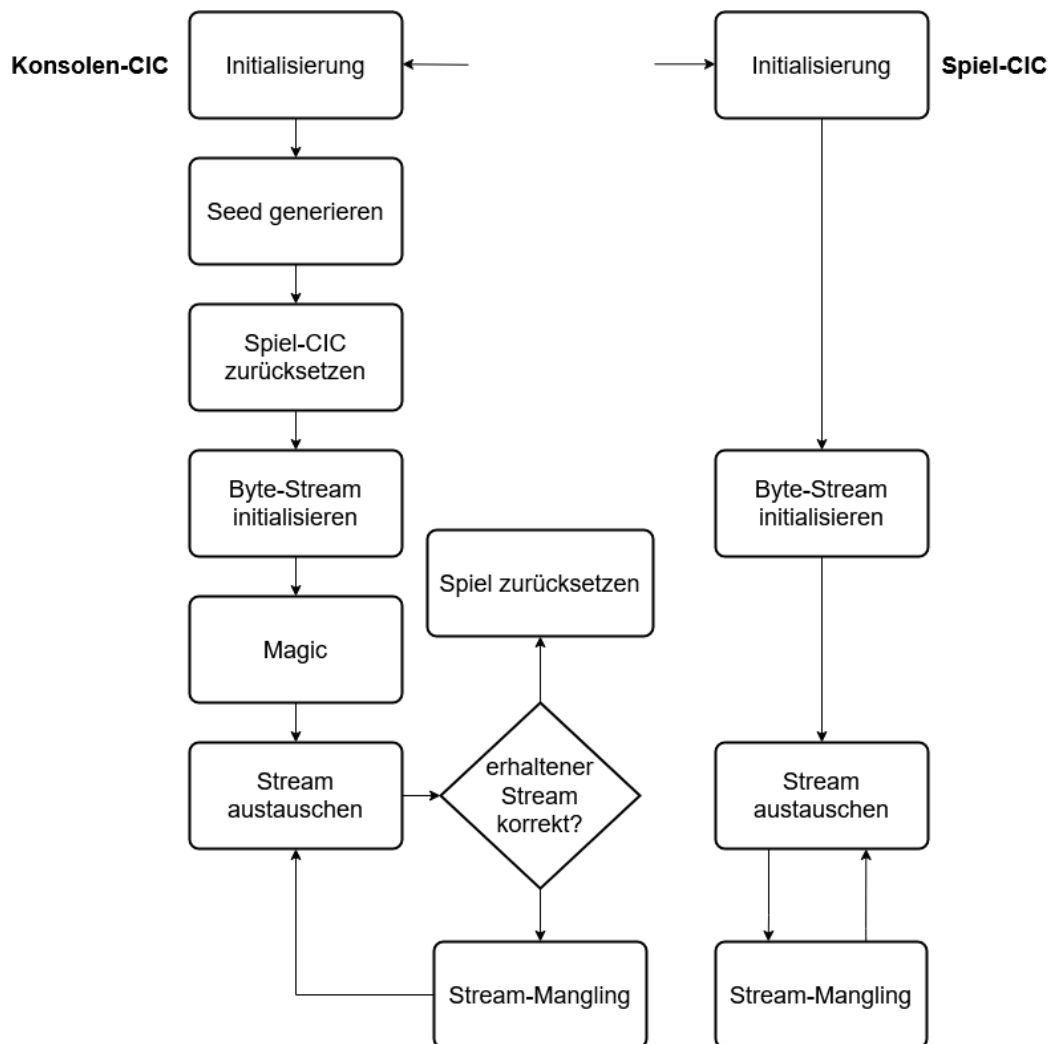 Konsolen-CIC
Initialisierung
Initialisierung
Spiel-CIC
Seed generieren
Spiel-CIC
zurücksetzen
Byte-Stream
initialisieren
Byte-Stream
initialisieren
Spiel zurücksetzen
Magic
Stream
austauschen
erhaltener
Stream
korrekt?
Stream
austauschen
Stream-Mangling
Stream-Mangling